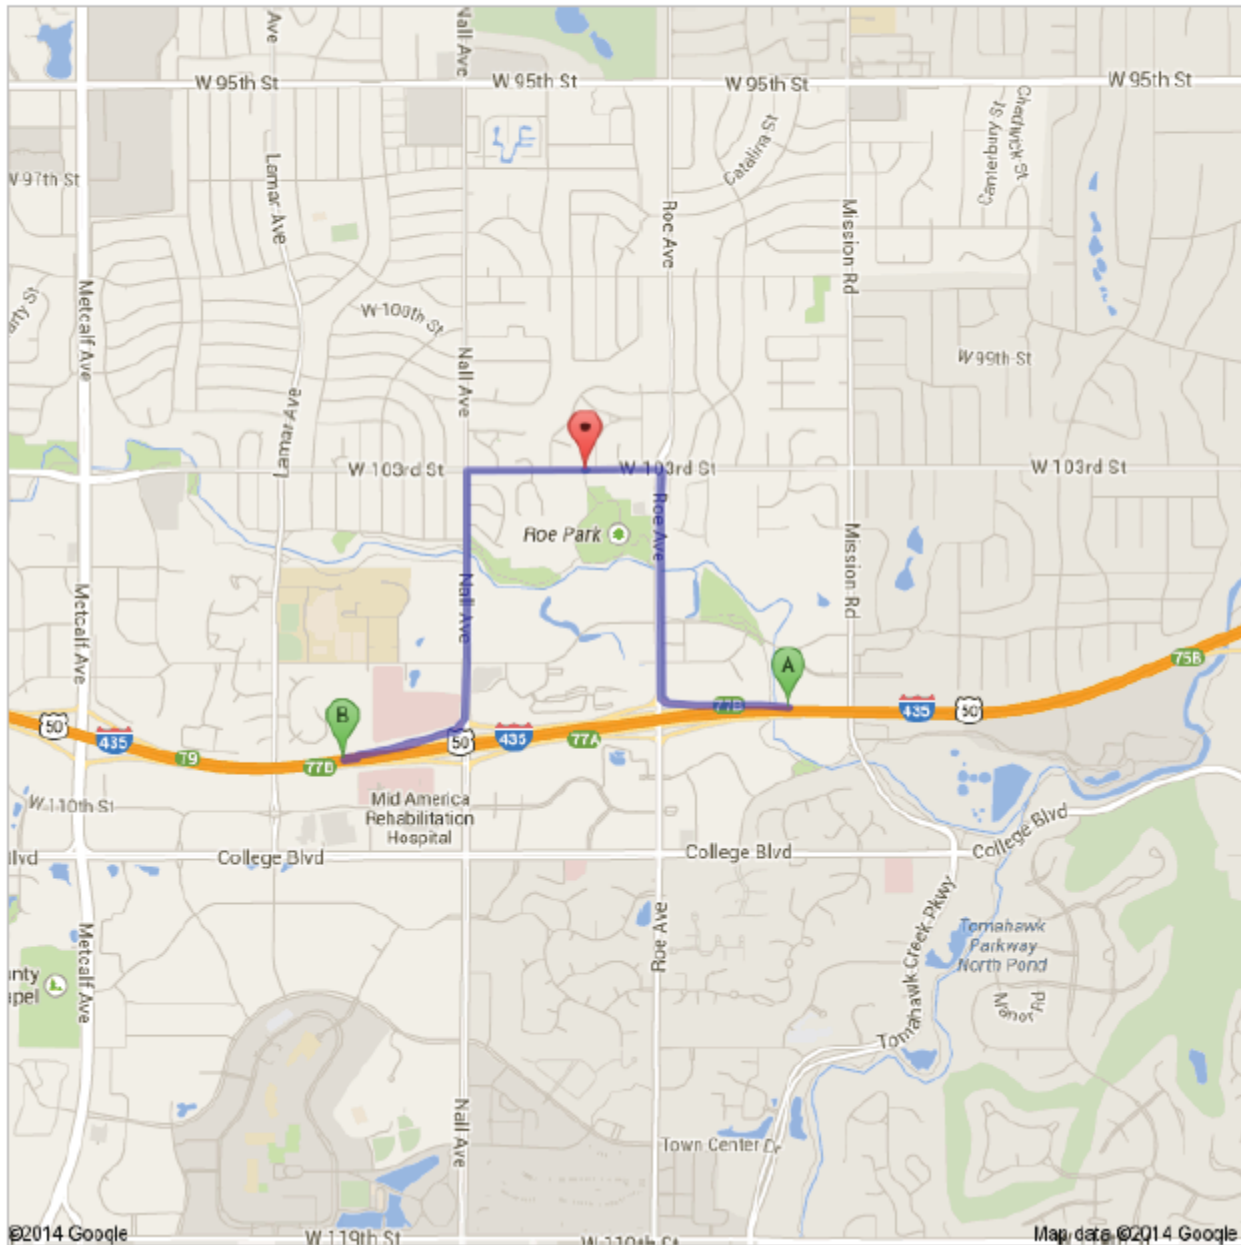 Ave
Nall Ave
W 95th St
W 95th St
W 95th St
W 95th St
Catalina St
Canterbury St
Chadwick St
W 97th St
Lamar Ave
Roe Ave
Mission Rd
Metcalf Ave
W 100th St
W 99th St
Nall Ave
Lamar Ave
W 103rd St
W 103rd St
W 103rd St
Roe Park
Roe Ave
Mission Rd
Metcalf Ave
Nall Ave
A
75B
B
77B
435
50
50
50
435
435
77A
79
77B
W 110th St
Mid America
Rehabilitation
Hospital
College Blvd
College Blvd
College Blvd
Tomahawk Creek Pkwy
Roe Ave
Metcalf Ave
Tomahawk
Parkway
North Pond
Manor Rd
Nall Ave
Town Center Dr
W 119th St
©2014 Google
Map data ©2014 Google